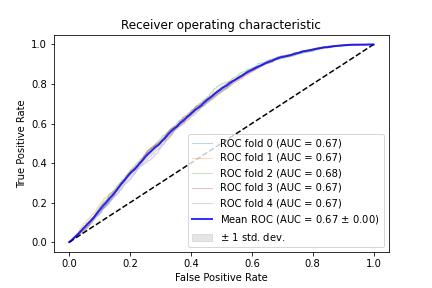 Receiver operating characteristic
True Positive Rate
1.0
0.8
0.6
0.4
0.2
0.0
ROC fold 0 (AUC = 0.67)
ROC fold 1 (AUC = 0.67)
ROC fold 2 (AUC = 0.68)
ROC fold 3 (AUC = 0.67)
ROC fold 4 (AUC = 0.67)
Mean ROC (AUC = 0.67 ± 0.00)
± 1 std. dev.
0.0 0.2 0.4 0.6 0.8 1.0
False Positive Rate